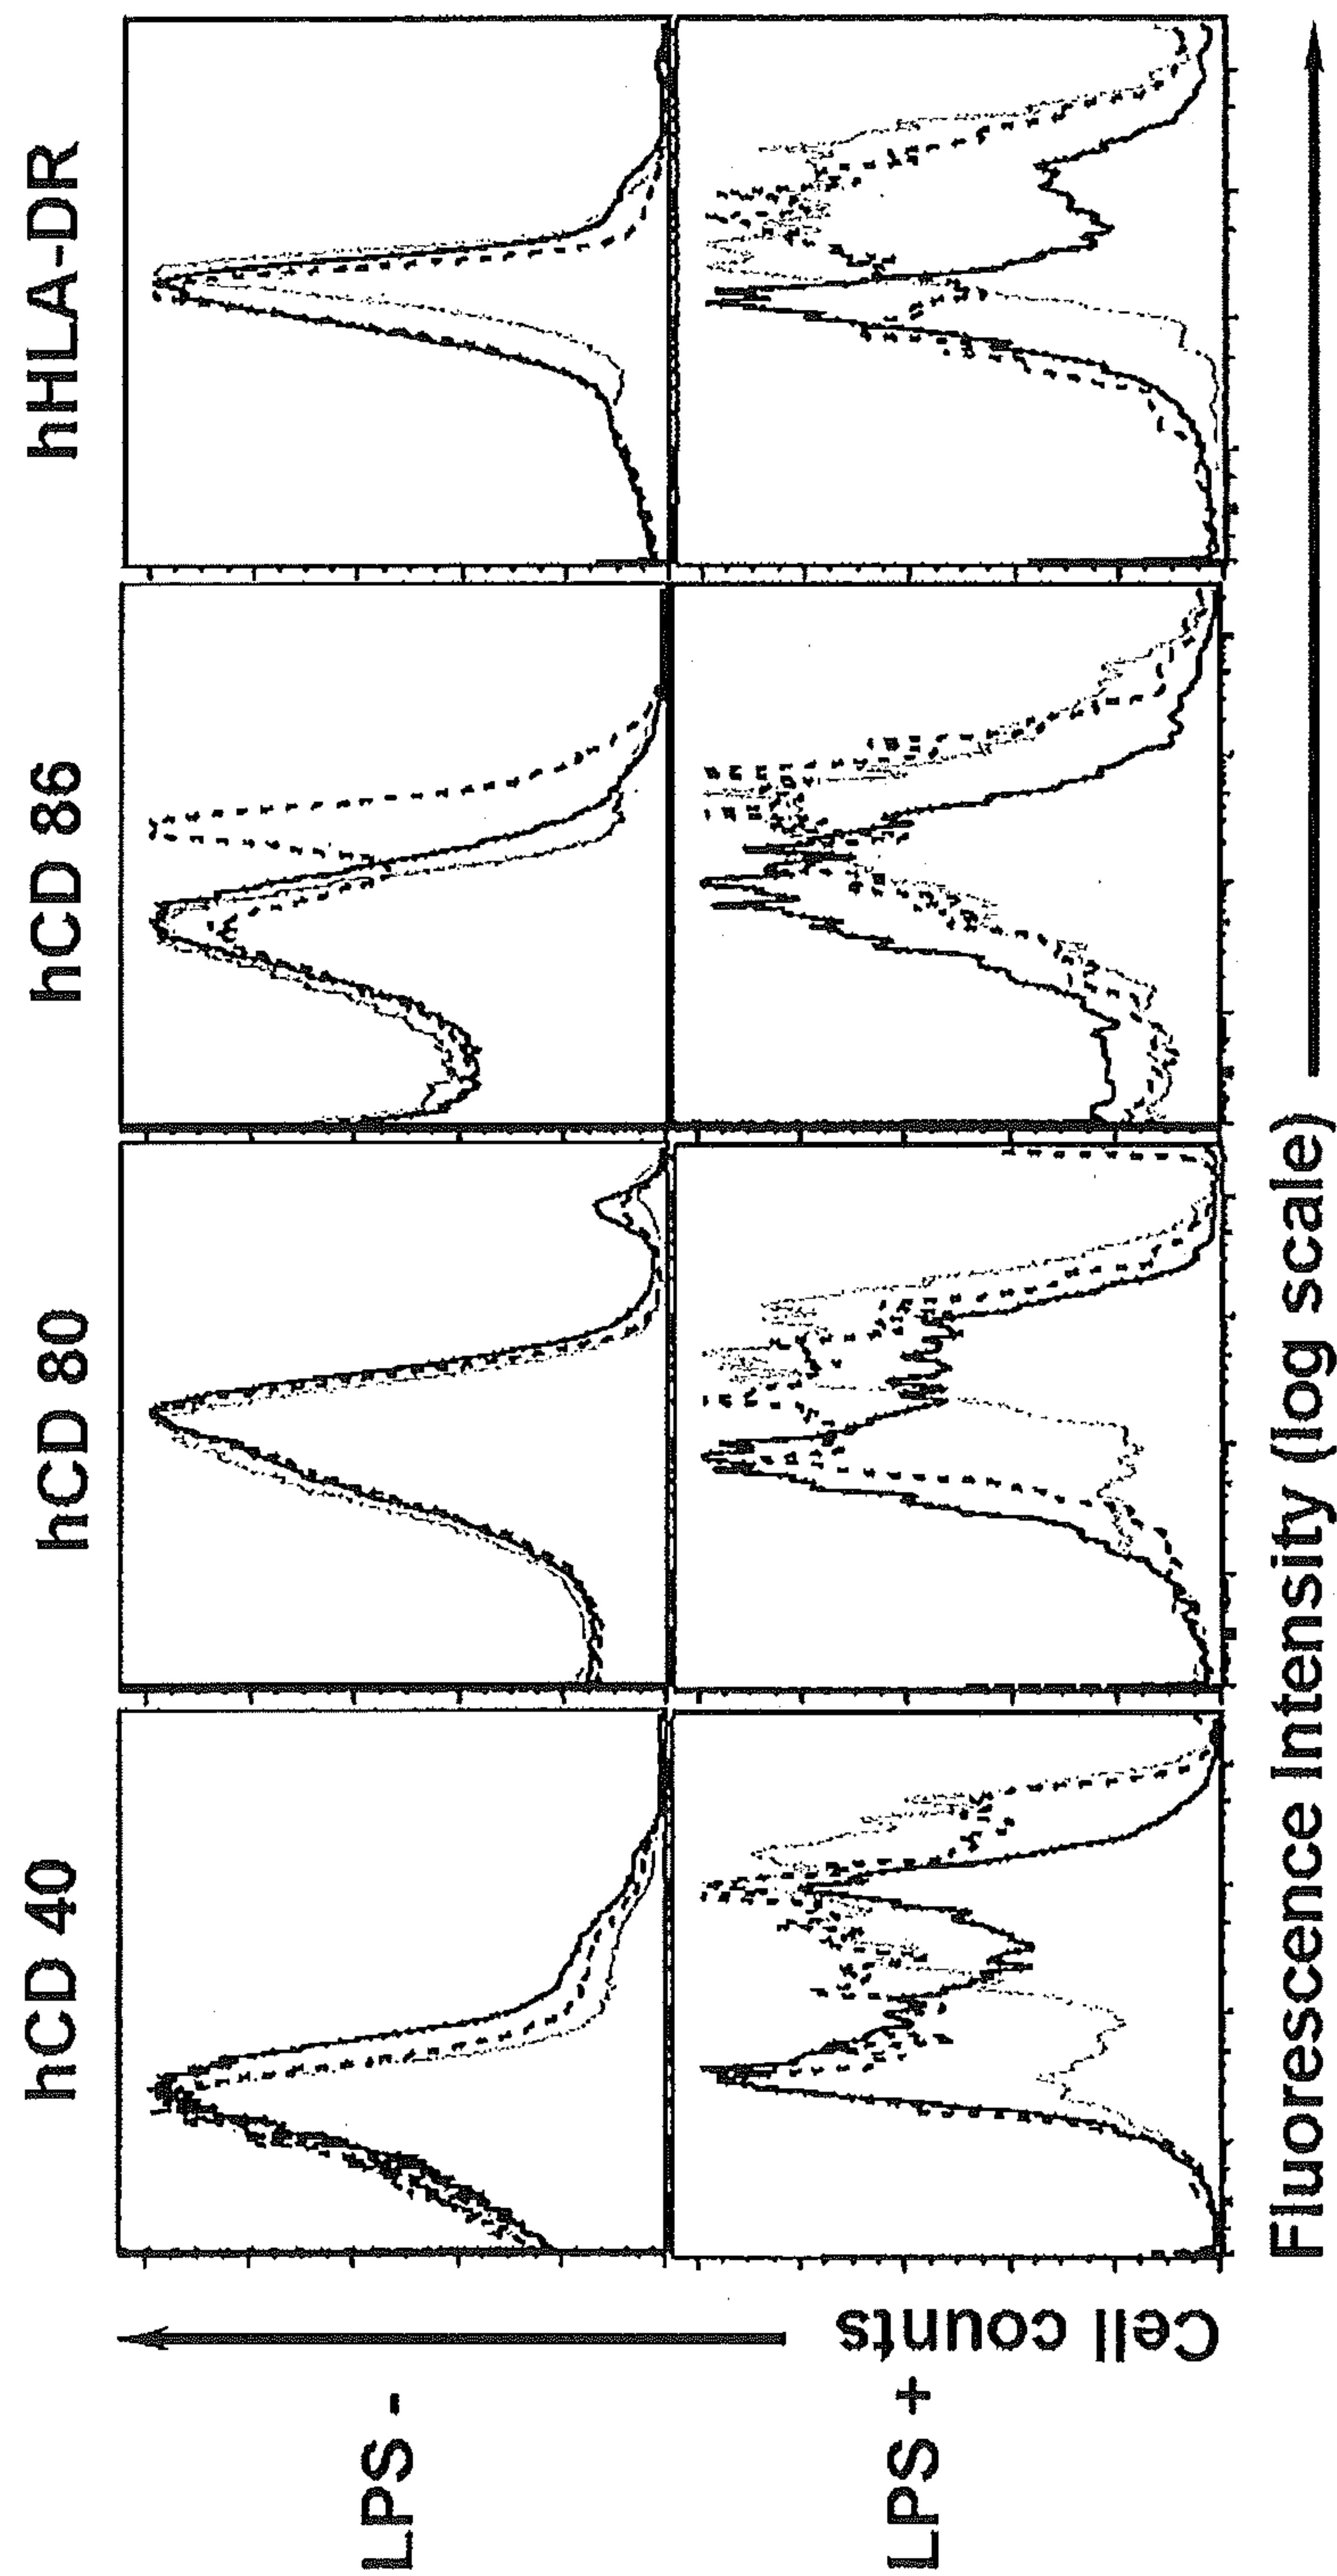 hCD 40
hCD 80
hCD 86
hHLA-DR
LPS -
LPS +
Cell counts
Fluorescence Intensity (log scale)